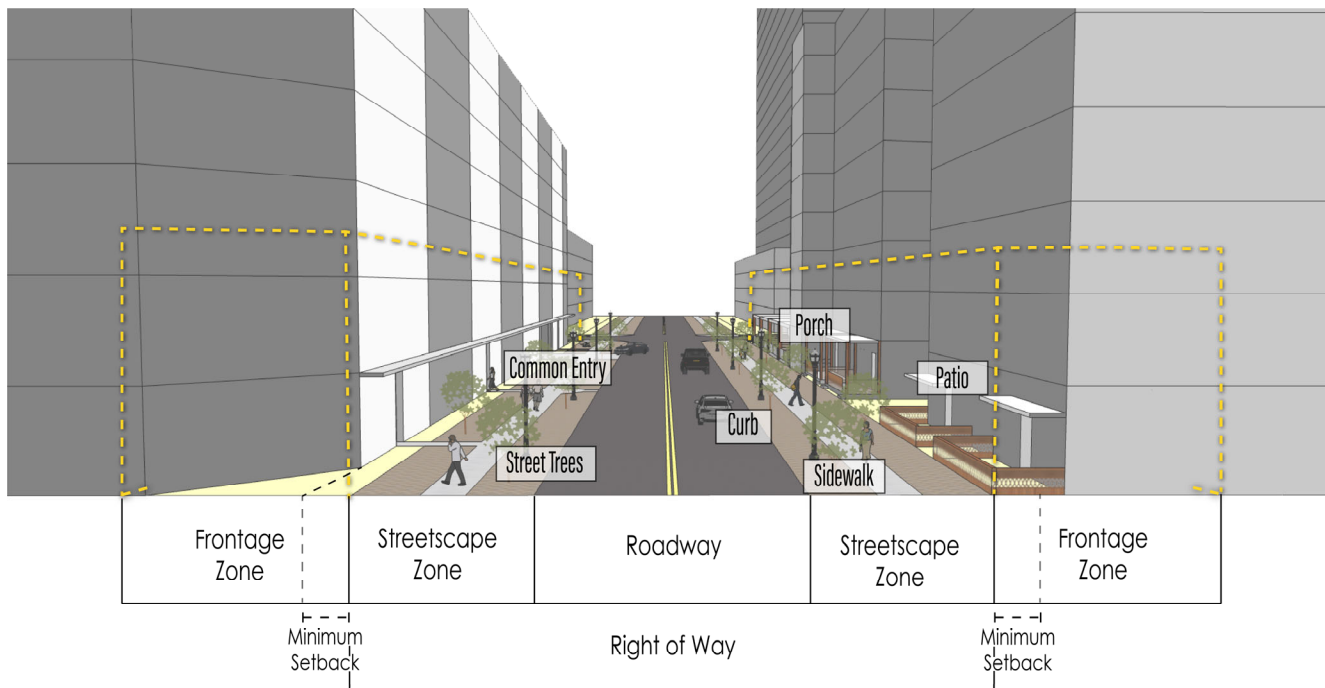 Porch
Common Entry
Patio
Curb
Street Trees
Sidewalk
Frontage
Zone
Streetscape
Zone
Roadway
Streetscape
Zone
Frontage
Zone
Minimum
Setback
Right of Way
Minimum
Setback